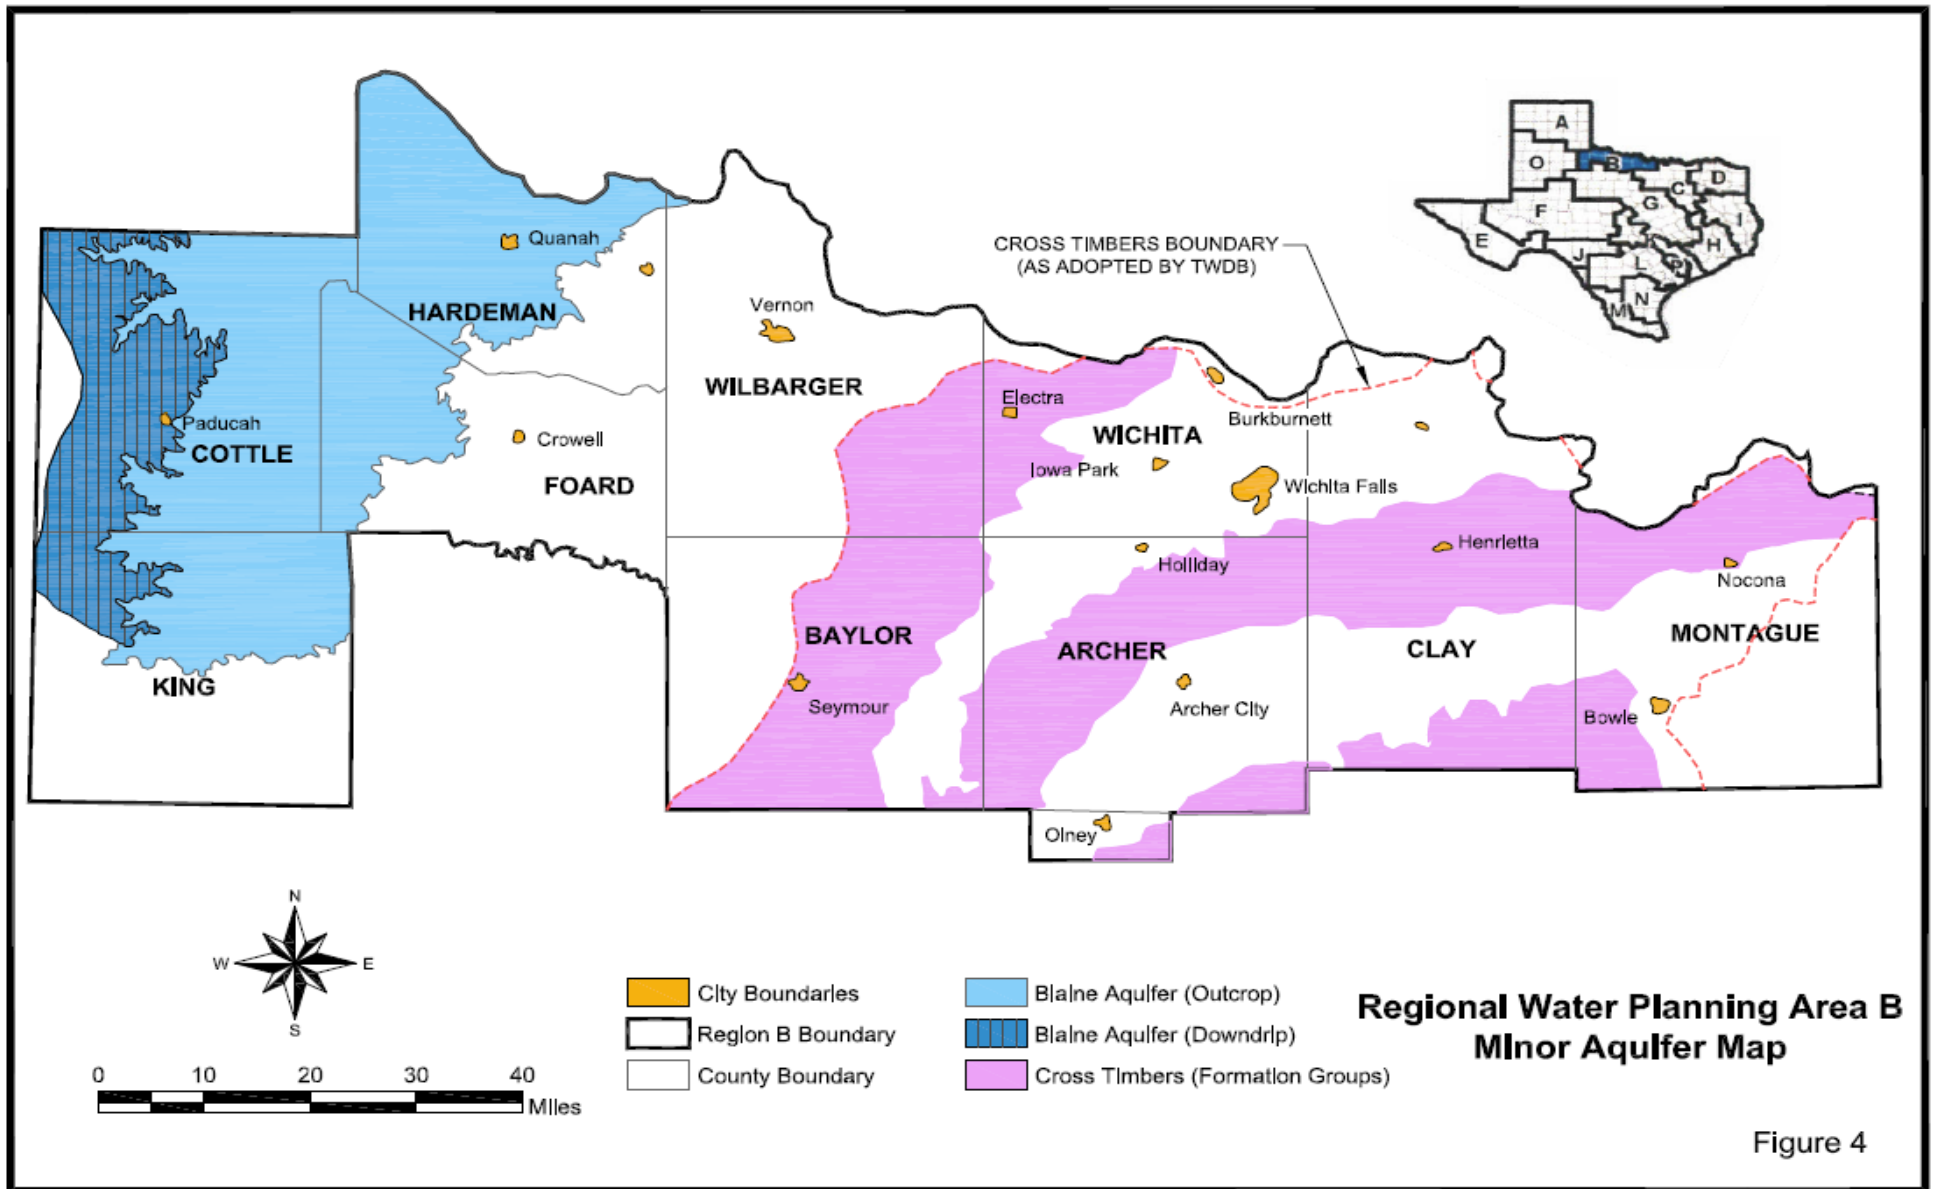 A
O
B
C
D
F
G
I
E
J
L
H
P
N
M
Quanah
HARDEMAN
CROSS TIMBERS BOUNDARY
(AS ADOPTED BY TWDB)
Vernon
WILBARGER
Electra
Burkburnett
WICHITA
Paducah
COTTLE
Crowell
FOARD
Iowa Park
Wichita Falls
Holliday
Henrietta
Nocona
BAYLOR
ARCHER
CLAY
MONTAGUE
KING
Seymour
Archer City
Bowie
Olney
N
W
E
S
City Boundaries
Region B Boundary
County Boundary
Blaine Aquifer (Outcrop)
Blaine Aquifer (Downdrip)
Cross Timbers (Formation Groups)
Regional Water Planning Area B
Minor Aquifer Map
0 10 20 30 40
Miles
Figure 4